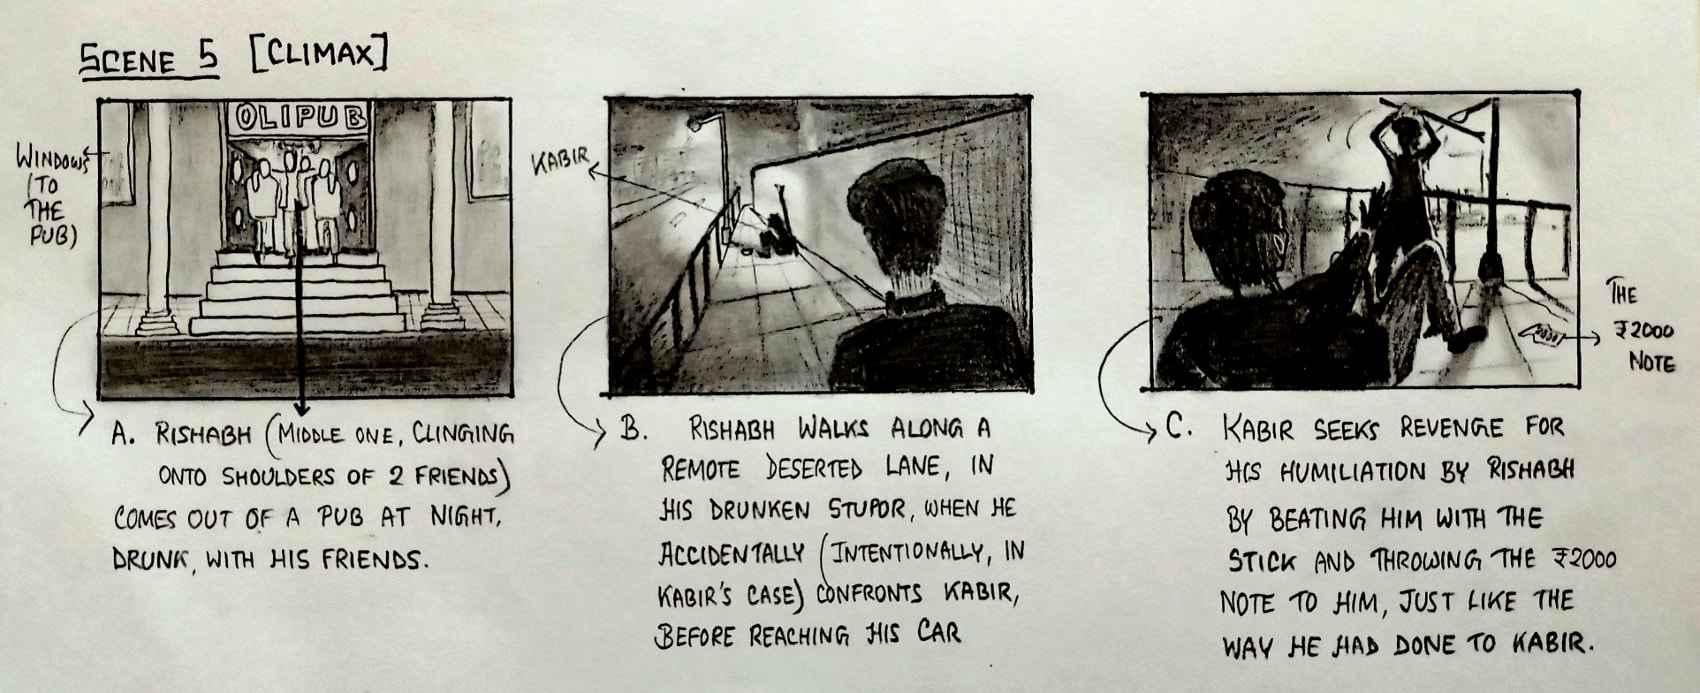 SCENE 5 [CLIMAX]
OLIPUB
WINDOWS
(TO
THE
PUB)
A. RISHABH (MIDDLE ONE, CLINGING
ONTO SHOULDERS OF 2 FRIENDS)
COMES OUT OF A PUB AT NIGHT,
DRUNK, WITH HIS FRIENDS.
KABIR
B. RISHABH WALKS ALONG A
REMOTE DESERTED LANE, IN
HIS DRUNKEN STUPOR, WHEN HE
ACCIDENTALLY (INTENTIONALLY, IN
KABIR'S CASE) CONFRONTS KABIR,
BEFORE REACHING HIS CAR
THE
₹2000
NOTE
C. KABIR SEEKS REVENGE FOR
HIS HUMILIATION BY RISHABH
BY BEATING HIM WITH THE
STICK AND THROWING THE ₹2000
NOTE TO HIM, JUST LIKE THE
WAY HE HAD DONE TO KABIR.